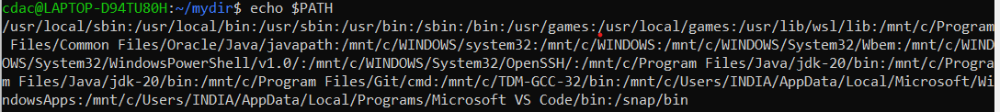 cdac@LAPTOP-D94TU80H:~/mydir$ echo $PATH
/usr/local/sbin:/usr/local/bin:/usr/sbin:/usr/bin:/sbin:/bin:/usr/games:/usr/local/games:/usr/lib/wsl/lib:/mnt/c/Program
 Files/Common Files/Oracle/Java/javapath:/mnt/c/WINDOWS/system32:/mnt/c/WINDOWS:/mnt/c/WINDOWS/System32/Wbem:/mnt/c/WIND
OWS/System32/WindowsPowerShell/v1.0/:/mnt/c/WINDOWS/System32/OpenSSH/:/mnt/c/Program Files/Java/jdk-20/bin:/mnt/c/Progra
m Files/Java/jdk-20/bin:/mnt/c/Program Files/Git/cmd:/mnt/c/TDM-GCC-32/bin:/mnt/c/Users/INDIA/AppData/Local/Microsoft/Wi
ndowsApps:/mnt/c/Users/INDIA/AppData/Local/Programs/Microsoft VS Code/bin:/snap/bin